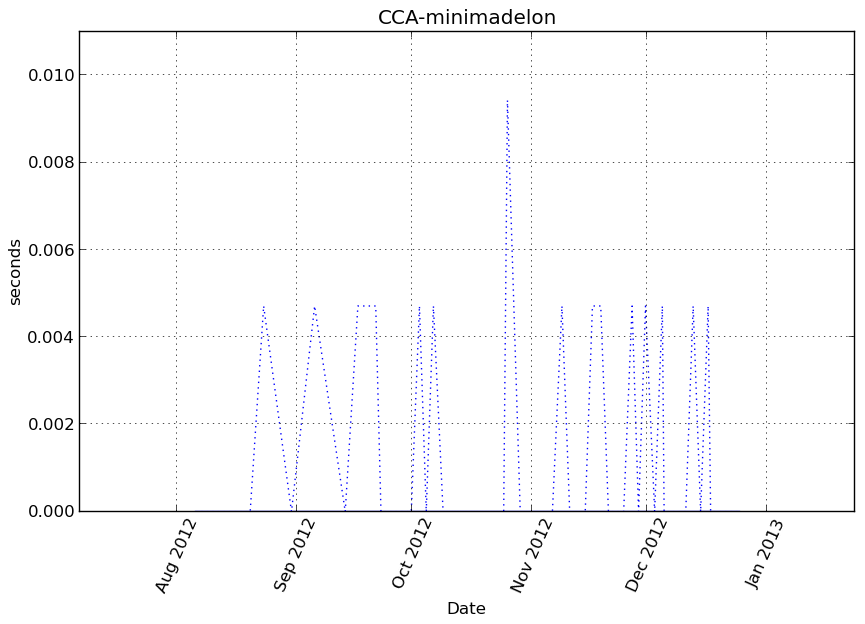 CCA-minimadelon
0.010
0.008
0.006
0.004
0.002
0.000
seconds
Aug 2012
Sep 2012
Oct 2012
Nov 2012
Dec 2012
Jan 2013
Date